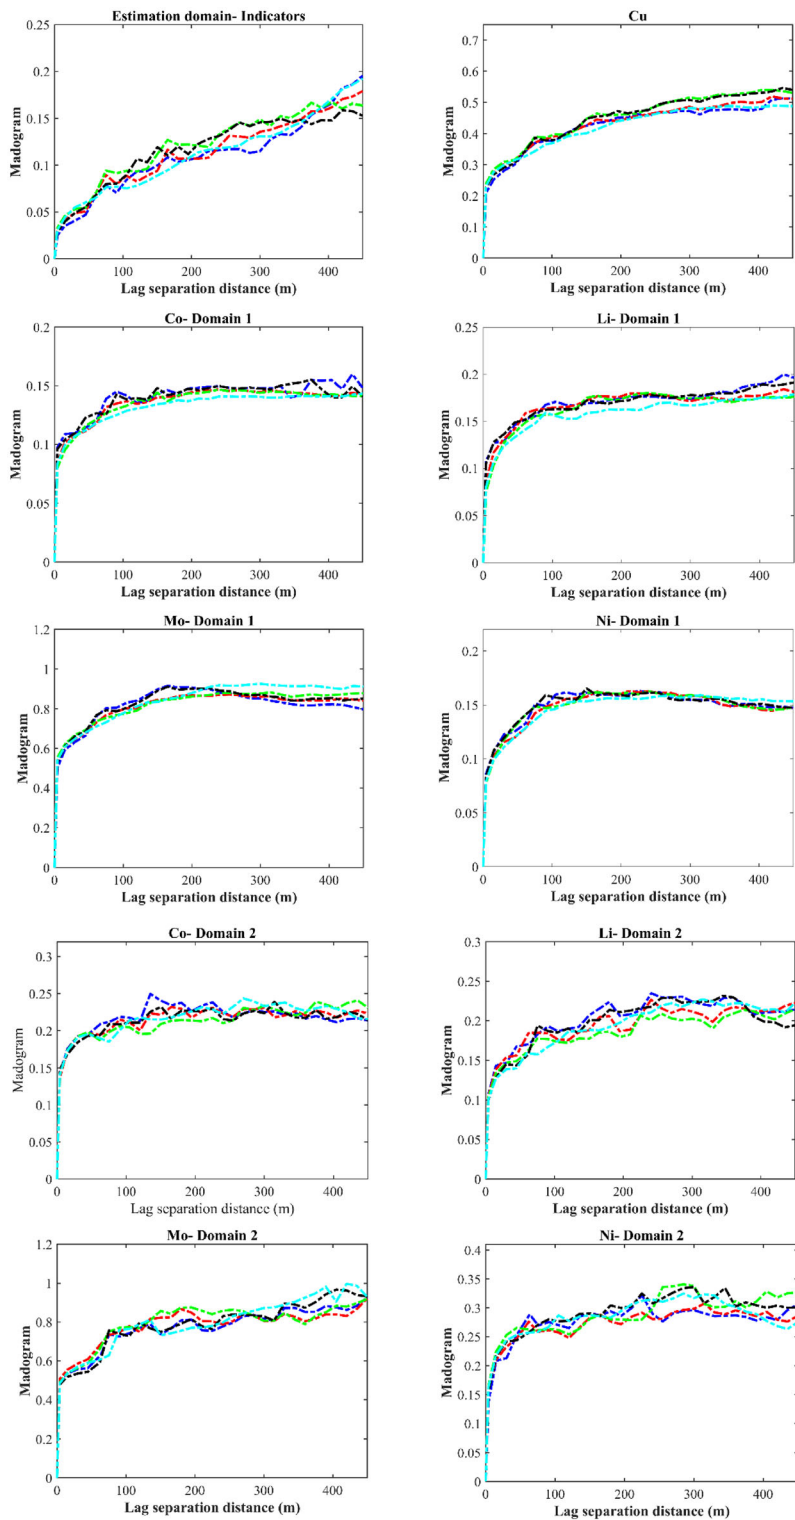 Estimation domain- Indicators
0.25
0.2
0.15
0.1
0.05
0
Madogram
0 100 200 300 400
Lag separation distance (m)
Cu
0.7
0.6
0.5
0.4
0.3
0.2
0.1
0
Madogram
0 100 200 300 400
Lag separation distance (m)
Co- Domain 1
0.2
0.15
0.1
0.05
0
Madogram
0 100 200 300 400
Lag separation distance (m)
Li- Domain 1
0.25
0.2
0.15
0.1
0.05
0
Madogram
0 100 200 300 400
Lag separation distance (m)
Mo- Domain 1
1.2
1
0.8
0.6
0.4
0.2
0
Madogram
0 100 200 300 400
Lag separation distance (m)
Ni- Domain 1
0.2
0.15
0.1
0.05
0
Madogram
0 100 200 300 400
Lag separation distance (m)
Co- Domain 2
0.3
0.25
0.2
0.15
0.1
0.05
0
Madogram
0 100 200 300 400
Lag separation distance (m)
Li- Domain 2
0.3
0.25
0.2
0.15
0.1
0.05
0
Madogram
0 100 200 300 400
Lag separation distance (m)
Mo- Domain 2
1.2
1
0.8
0.6
0.4
0.2
0
Madogram
0 100 200 300 400
Lag separation distance (m)
Ni- Domain 2
0.4
0.35
0.3
0.25
0.2
0.15
0.1
0.05
0
Madogram
0 100 200 300 400
Lag separation distance (m)